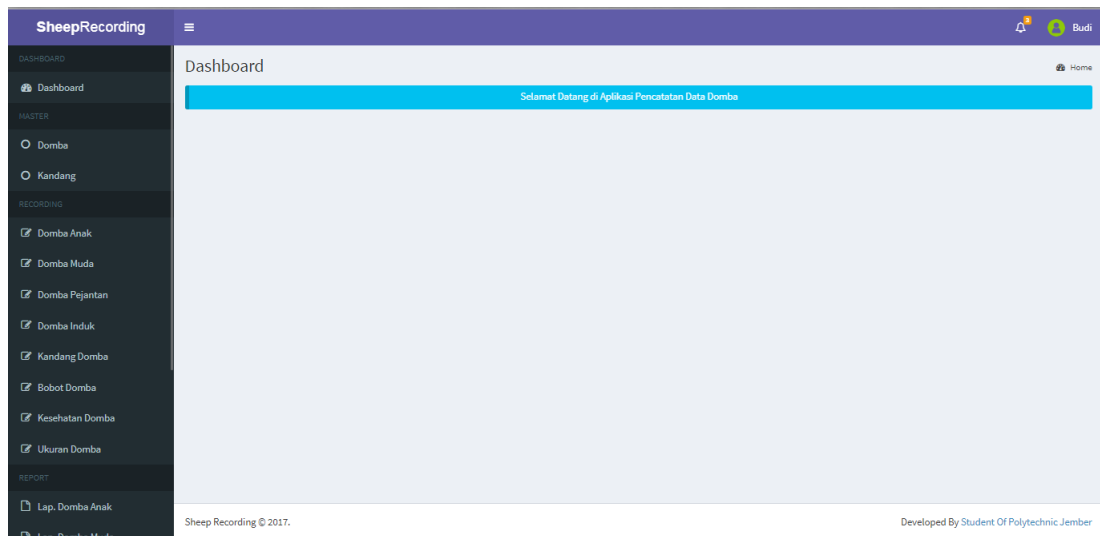 SheepRecording
3
Budi
DASHBOARD
Dashboard
MASTER
Domba
Kandang
RECORDING
Domba Anak
Domba Muda
Domba Pejantan
Domba Induk
Kandang Domba
Bobot Domba
Kesehatan Domba
Ukuran Domba
REPORT
Lap. Domba Anak
Dashboard
Home
Selamat Datang di Aplikasi Pencatatan Data Domba
Sheep Recording © 2017.
Developed By Student Of Polytechnic Jember